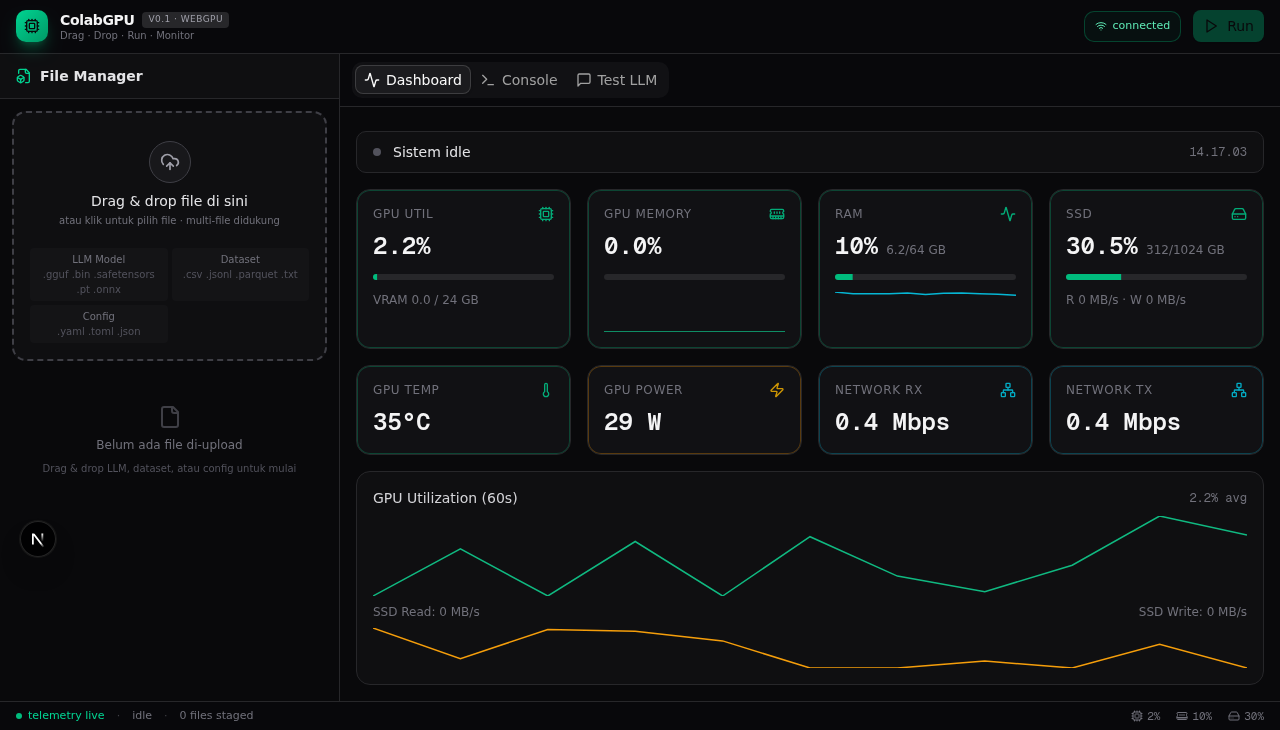 ColabGPU V0.1 · WEBGPU
Drag · Drop · Run · Monitor
connected
Run
File Manager
Dashboard
Console
Test LLM
Drag & drop file di sini
atau klik untuk pilih file · multi-file didukung
LLM Model
.gguf .bin .safetensors
.pt .onnx
Dataset
.csv .jsonl .parquet .txt
Config
.yaml .toml .json
Belum ada file di-upload
Drag & drop LLM, dataset, atau config untuk mulai
N
Sistem idle
14.17.03
GPU UTIL
2.2%
VRAM 0.0 / 24 GB
GPU MEMORY
0.0%
RAM
10% 6.2/64 GB
SSD
30.5% 312/1024 GB
R 0 MB/s · W 0 MB/s
GPU TEMP
35°C
GPU POWER
29 W
NETWORK RX
0.4 Mbps
NETWORK TX
0.4 Mbps
GPU Utilization (60s)
2.2% avg
SSD Read: 0 MB/s
SSD Write: 0 MB/s
telemetry live · idle · 0 files staged
2% 10% 30%